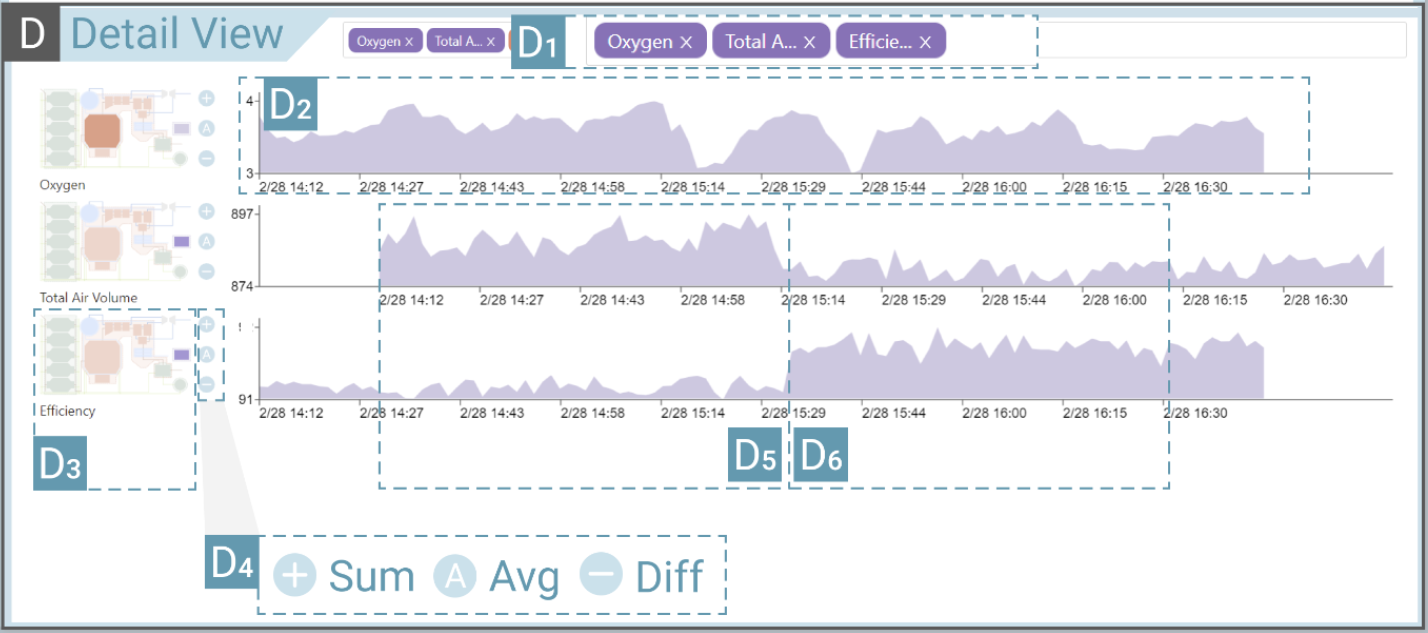 D Detail View
Oxygen X Total A... X
D1 Oxygen X Total A... X Efficie... X
D2
4
3
2/28 14:12 2/28 14:27 2/28 14:43 2/28 14:58 2/28 15:14 2/28 15:29 2/28 15:44 2/28 16:00 2/28 16:15 2/28 16:30
+
A
−
Oxygen
897
874
2/28 14:12 2/28 14:27 2/28 14:43 2/28 14:58 2/28 15:14 2/28 15:29 2/28 15:44 2/28 16:00 2/28 16:15 2/28 16:30
+
A
−
Total Air Volume
91
2/28 14:12 2/28 14:27 2/28 14:43 2/28 14:58 2/28 15:14 2/28 15:29 2/28 15:44 2/28 16:00 2/28 16:15 2/28 16:30
+
A
−
Efficiency
D3
D5 D6
D4 + Sum A Avg − Diff